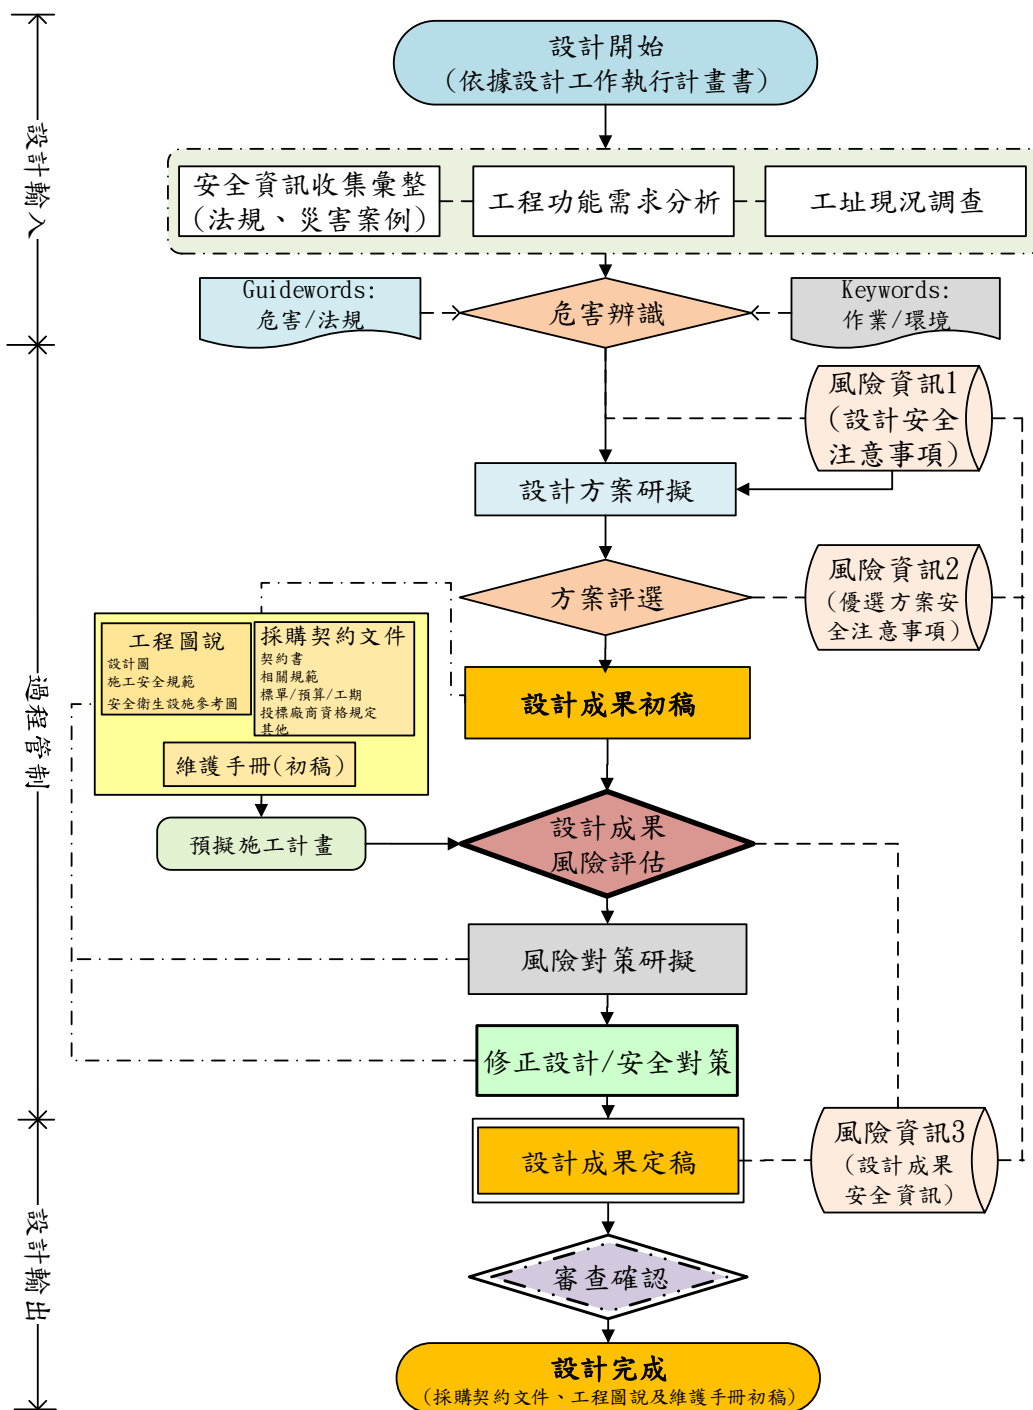 設計開始
(依據設計工作執行計畫書)
設計輸入
安全資訊收集彙整
(法規、災害案例)
工程功能需求分析
工址現況調查
Guidewords:
危害/法規
危害辨識
Keywords:
作業/環境
風險資訊1
(設計安全
注意事項)
設計方案研擬
方案評選
風險資訊2
(優選方案安
全注意事項)
過程管制
工程圖說
設計圖
施工安全規範
安全衛生設施參考圖
採購契約文件
契約書
相關規範
標單/預算/工期
投標廠商資格規定
其他
維護手冊(初稿)
設計成果初稿
預擬施工計畫
設計成果
風險評估
風險對策研擬
修正設計/安全對策
設計成果定稿
風險資訊3
(設計成果
安全資訊)
設計輸出
審查確認
設計完成
(採購契約文件、工程圖說及維護手冊初稿)